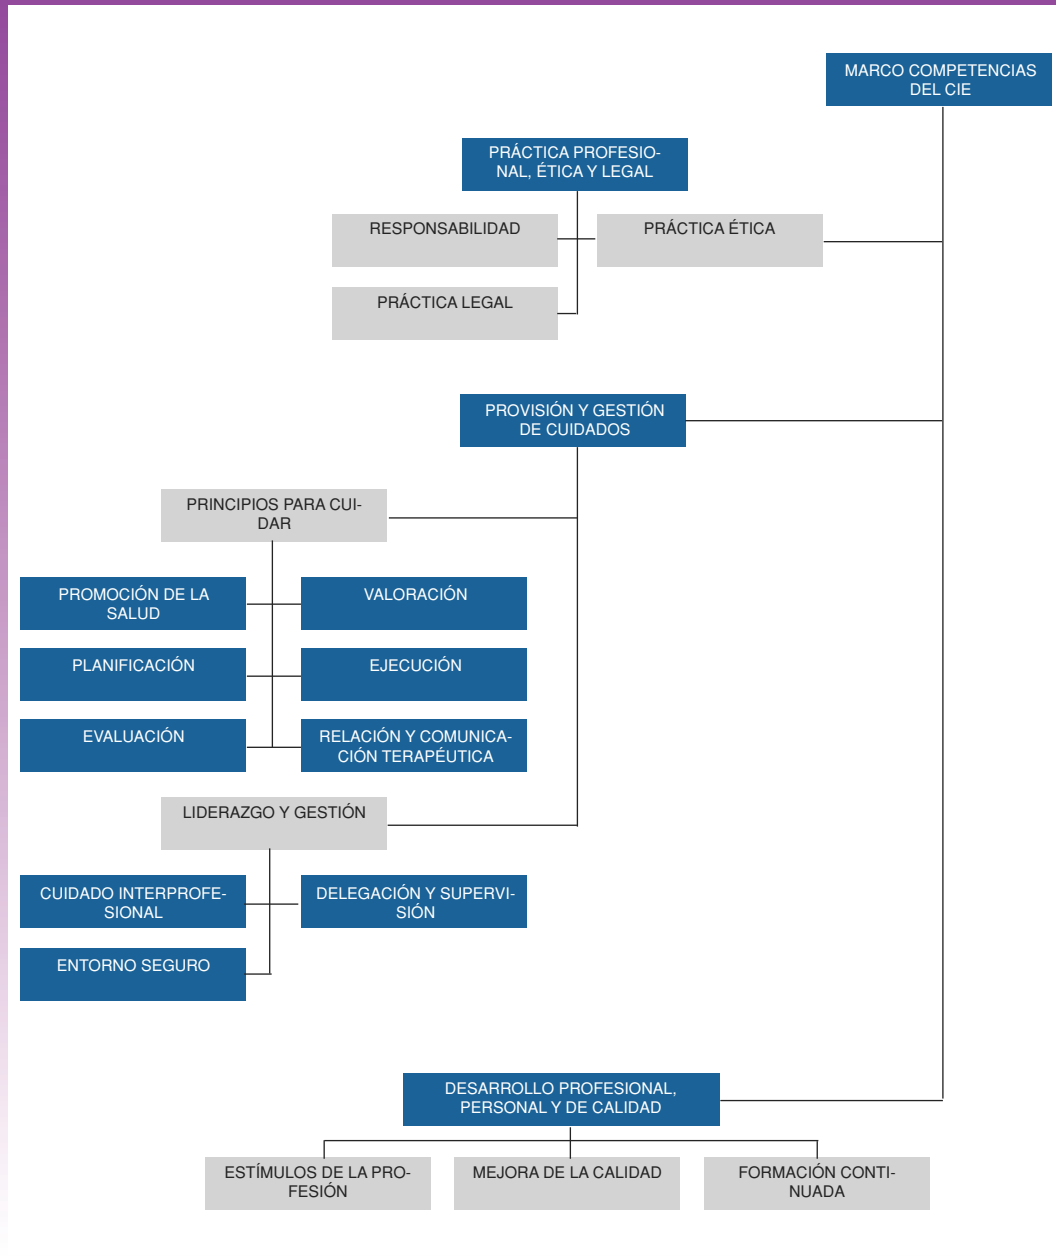 MARCO COMPETENCIAS
DEL CIE
PRÁCTICA PROFESIO-
NAL, ÉTICA Y LEGAL
RESPONSABILIDAD
PRÁCTICA ÉTICA
PRÁCTICA LEGAL
PROVISIÓN Y GESTIÓN
DE CUIDADOS
PRINCIPIOS PARA CUI-
DAR
PROMOCIÓN DE LA
SALUD
VALORACIÓN
PLANIFICACIÓN
EJECUCIÓN
EVALUACIÓN
RELACIÓN Y COMUNICA-
CIÓN TERAPÉUTICA
LIDERAZGO Y GESTIÓN
CUIDADO INTERPROFE-
SIONAL
DELEGACIÓN Y SUPERVI-
SIÓN
ENTORNO SEGURO
DESARROLLO PROFESIONAL,
PERSONAL Y DE CALIDAD
ESTÍMULOS DE LA PRO-
FESIÓN
MEJORA DE LA CALIDAD
FORMACIÓN CONTI-
NUADA